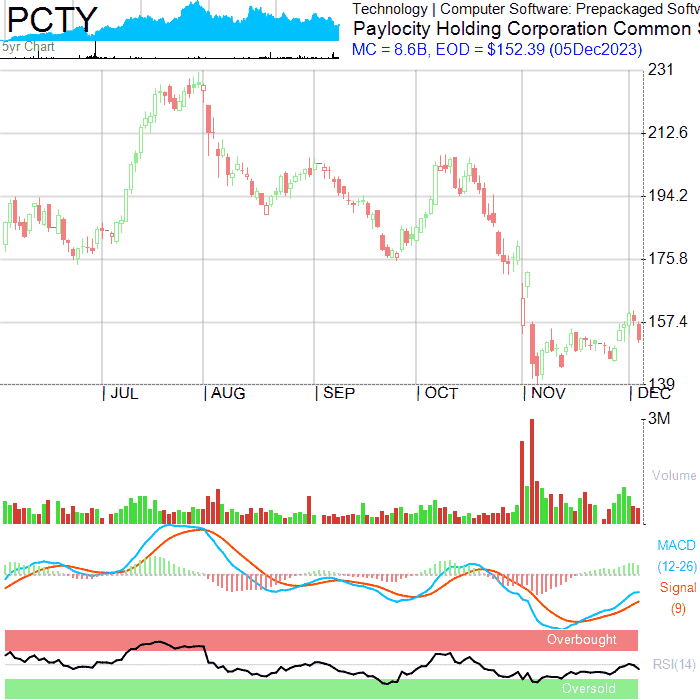 PCTY
5yr Chart
Technology | Computer Software: Prepackaged Softw
Paylocity Holding Corporation Common S
MC = 8.6B, EOD = $152.39 (05Dec2023)
231
212.6
194.2
175.8
157.4
139
| JUL | AUG | SEP | OCT | NOV | DEC
3M
Volume
MACD
(12-26)
Signal
(9)
Overbought
RSI(14)
Oversold